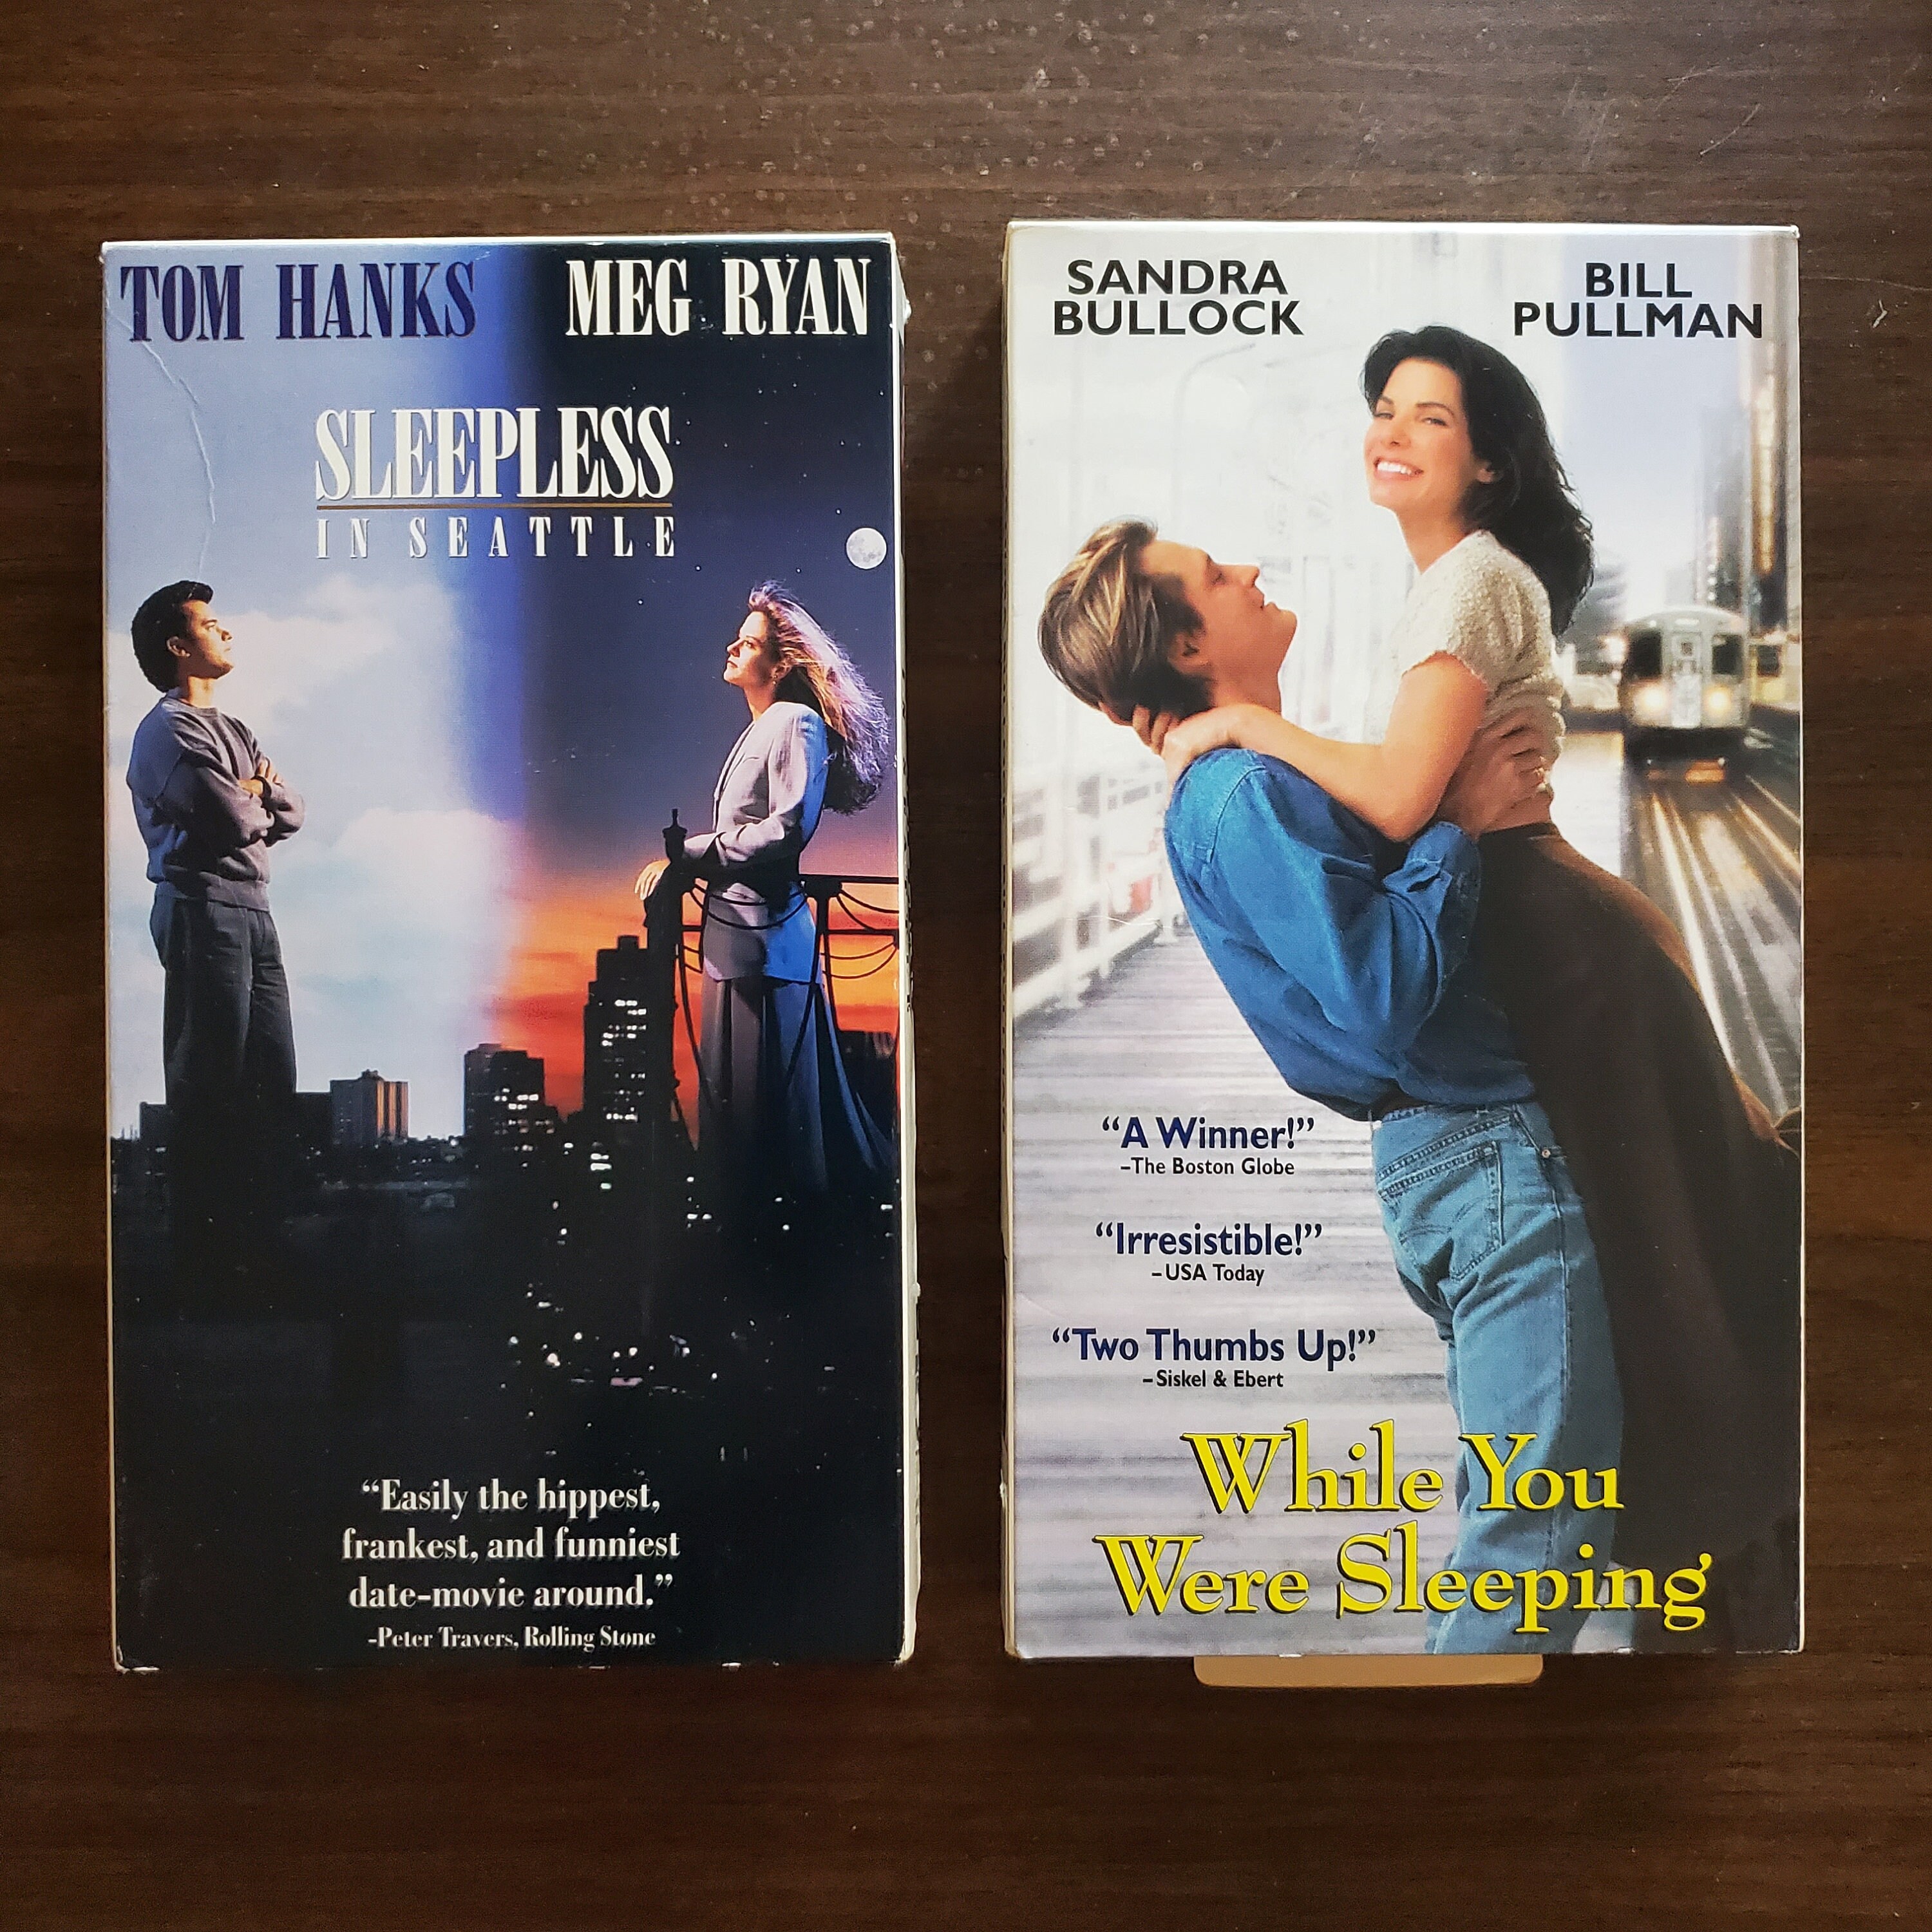 TOM HANKS MEG RYAN
SLEEPLESS
IN SEATTLE
“Easily the hippest,
frankest, and funniest
date-movie around.”
-Peter Travers, Rolling Stone
SANDRA
BULLOCK
BILL
PULLMAN
“A Winner!”
–The Boston Globe
“Irresistible!”
–USA Today
“Two Thumbs Up!”
–Siskel & Ebert
While You
Were Sleeping